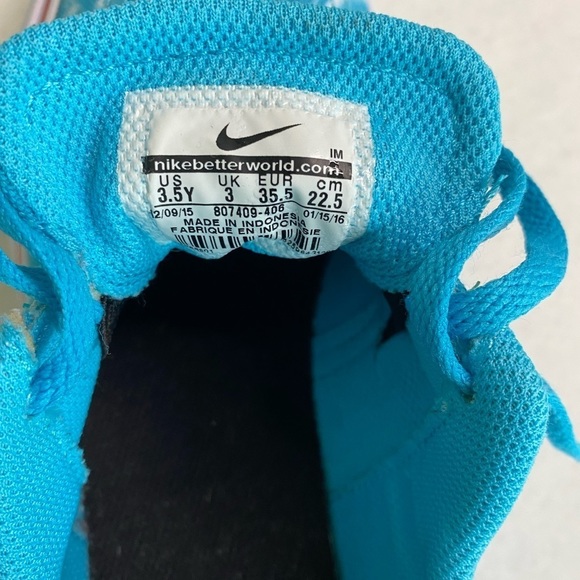 IM
nikebetterworld.com
US UK EUR cm
3.5Y 3 35.5 22.5
2/09/15 807409-406 01/15/16
MADE IN INDONESIA
FABRIQUE EN INDONESIE